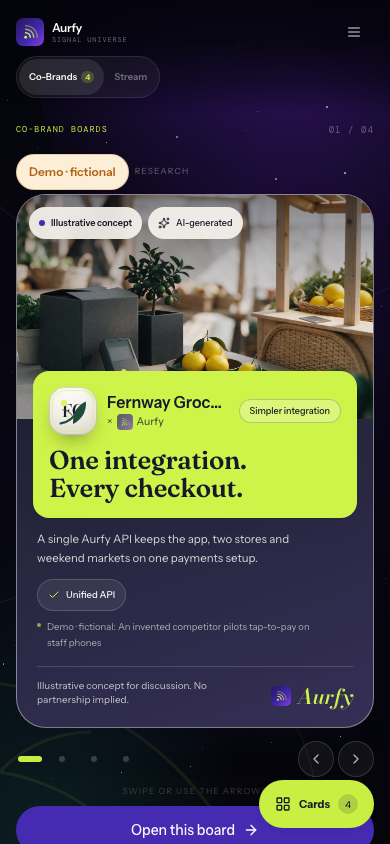 Aurfy
SIGNAL UNIVERSE
Co-Brands 4
Stream
CO-BRAND BOARDS
01 / 04
Demo · fictional
RESEARCH
Illustrative concept
AI-generated
Fernway Groc...
× Aurfy
Simpler integration
One integration.
Every checkout.
A single Aurfy API keeps the app, two stores and
weekend markets on one payments setup.
Unified API
Demo · fictional: An invented competitor pilots tap-to-pay on
staff phones
Illustrative concept for discussion. No
partnership implied.
Aurfy
SWIPE OR USE THE ARROW
Cards 4
Open this board